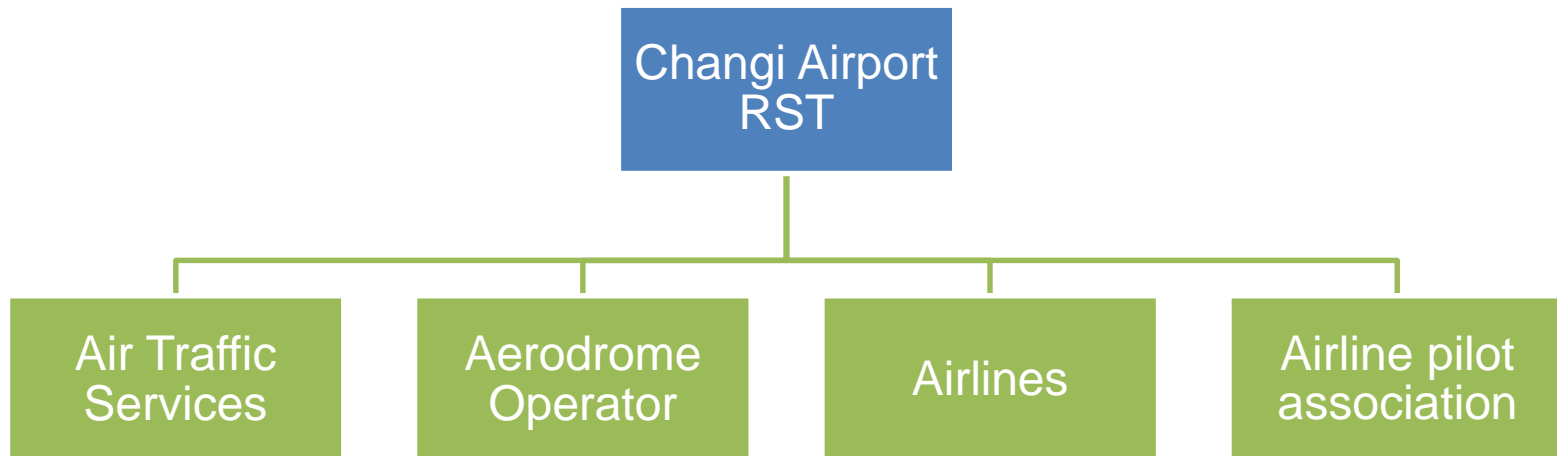 Changi Airport
RST
Air Traffic
Services
Aerodrome
Operator
Airlines
Airline pilot
association